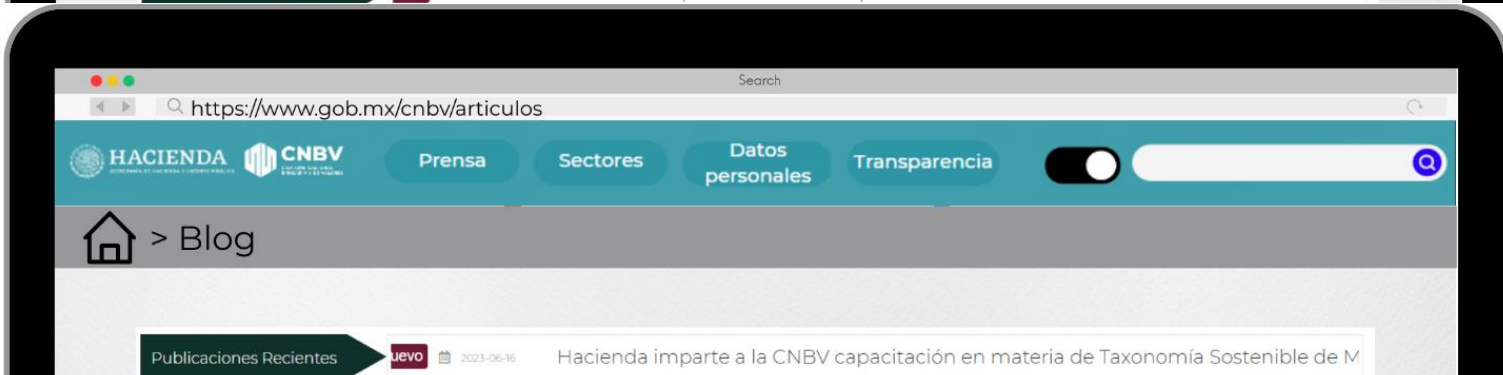 Search
https://www.gob.mx/cnbv/articulos
HACIENDA
CNBV
Prensa
Sectores
Datos
personales
Transparencia
> Blog
Publicaciones Recientes
uevo
2023-06-16
Hacienda imparte a la CNBV capacitación en materia de Taxonomía Sostenible de M